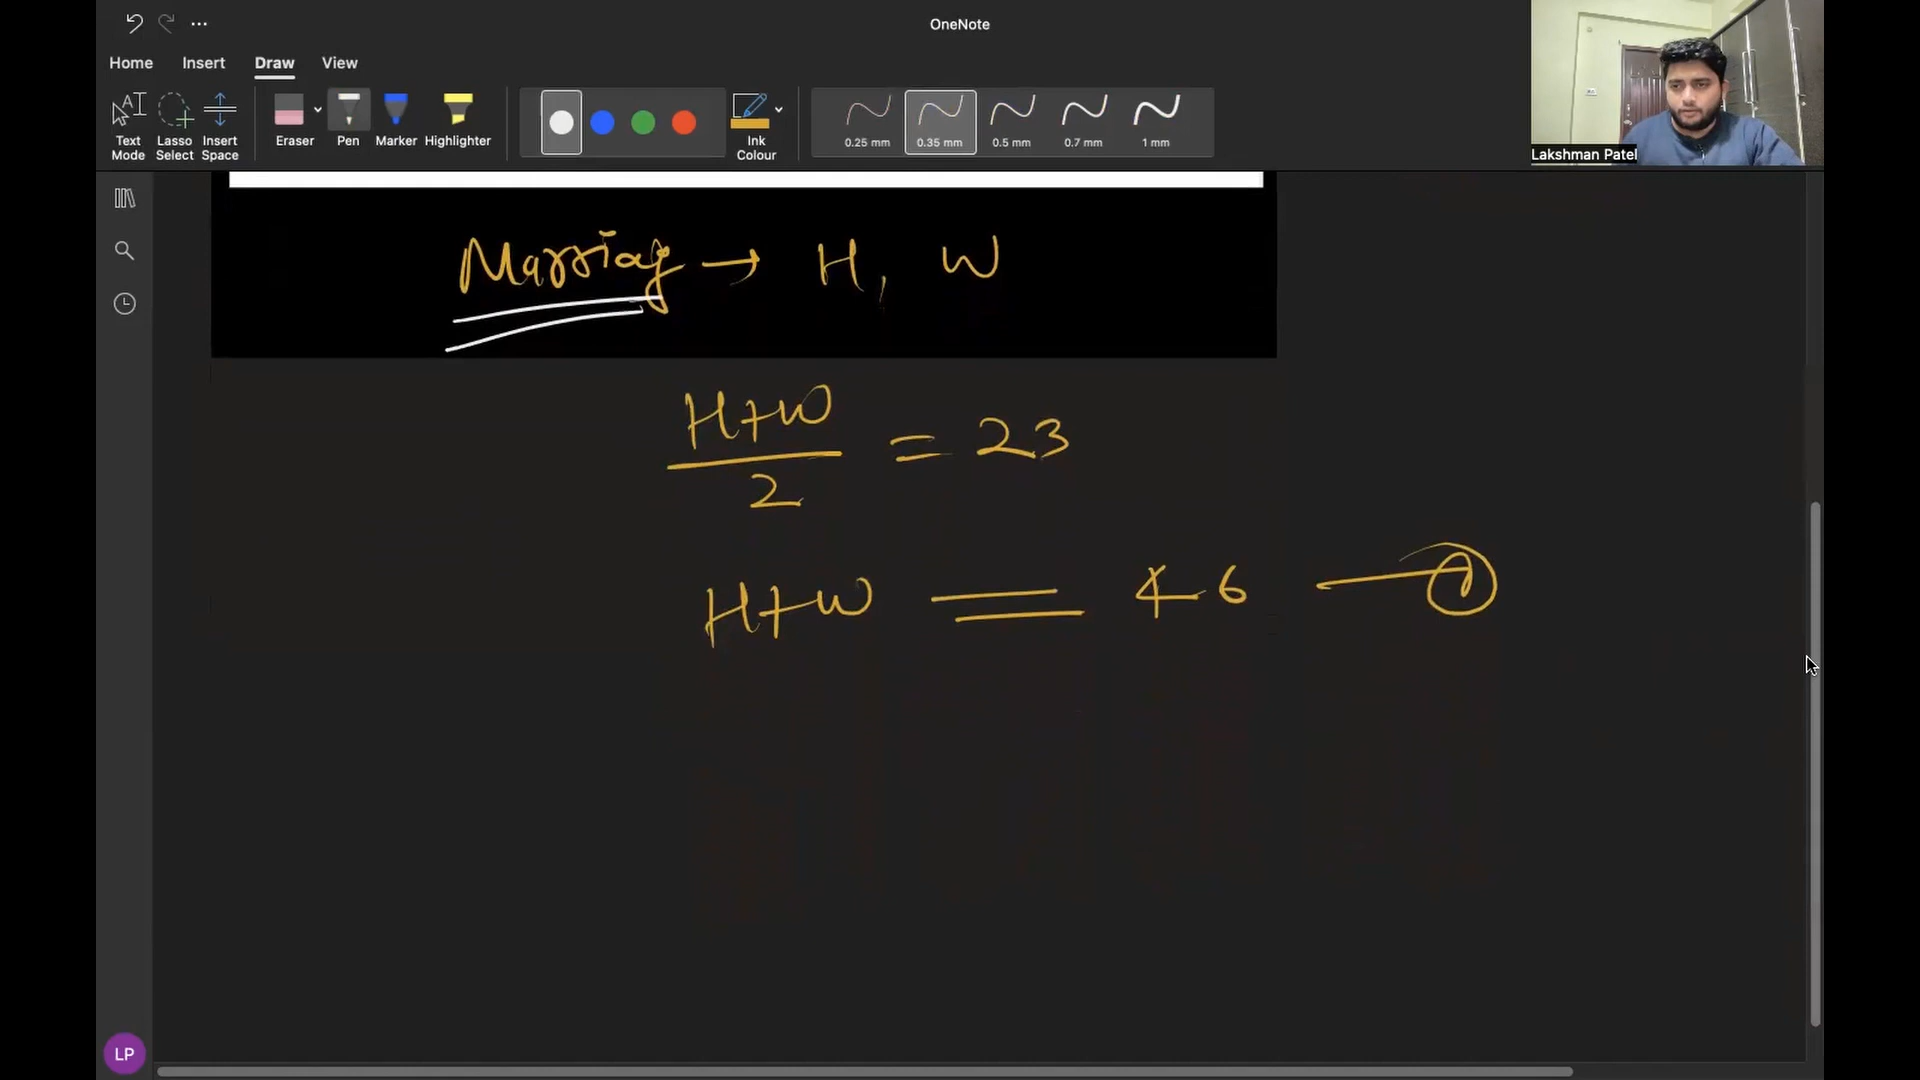 OneNote
Home Insert Draw View
Text Mode
Lasso Select
Insert Space
Eraser
Pen
Marker
Highlighter
Ink Colour
0.25 mm
0.35 mm
0.5 mm
0.7 mm
1 mm
Lakshman Patel
Marriag → H, W
H+W
2
= 23
H+W = 46 — ①
LP